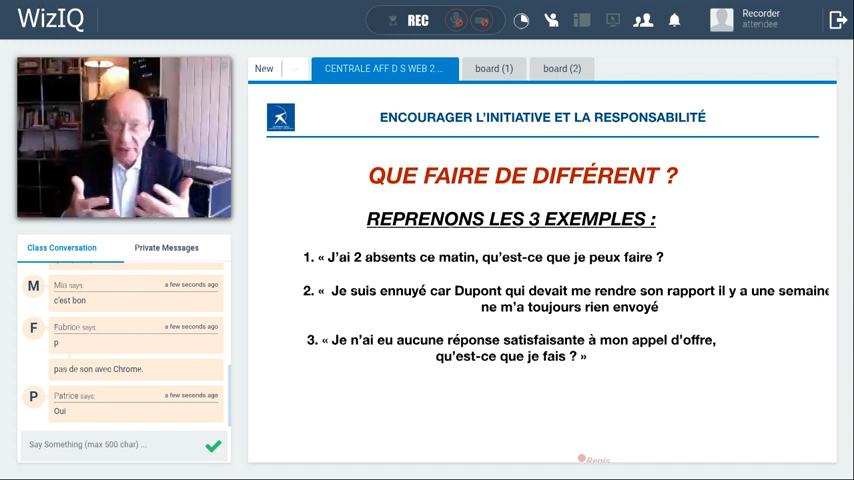 WizIQ
REC
Recorder
attendee
New
CENTRALE AFF D S WEB 2 ...
board (1)
board (2)
Class Conversation
Private Messages
M
Mia says:
a few seconds ago
c'est bon
F
Fabrice says:
a few seconds ago
p
pas de son avec Chrome.
P
Patrice says:
a few seconds ago
Oui
Say Something (max 500 char) ...
ENCOURAGER L'INITIATIVE ET LA RESPONSABILITÉ
QUE FAIRE DE DIFFÉRENT ?
REPRENONS LES 3 EXEMPLES :
1. « J'ai 2 absents ce matin, qu'est-ce que je peux faire ?
2. « Je suis ennuyé car Dupont qui devait me rendre son rapport il y a une semaine
ne m'a toujours rien envoyé
3. « Je n'ai eu aucune réponse satisfaisante à mon appel d'offre,
qu'est-ce que je fais ? »
Regis